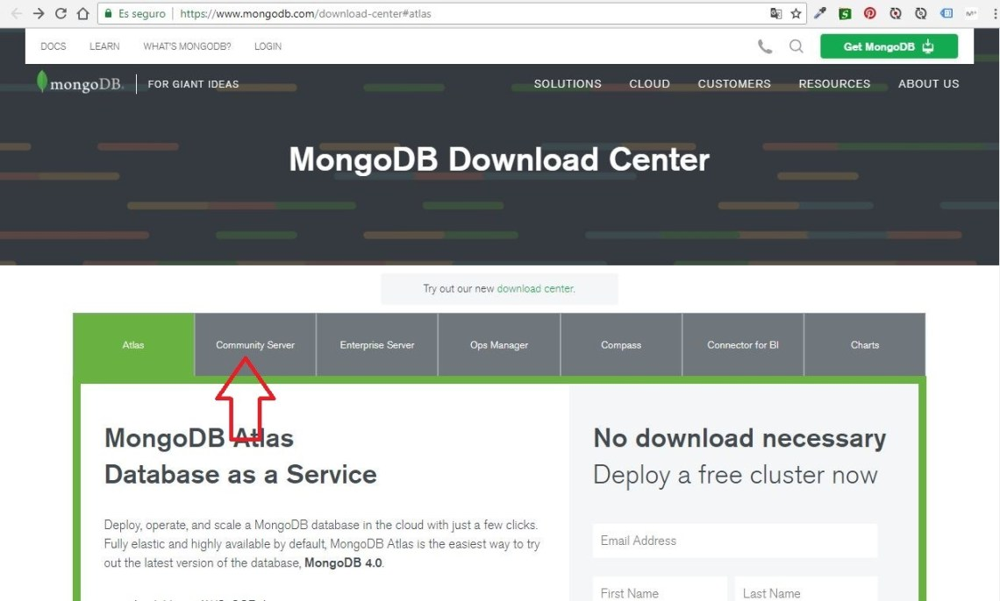 Es seguro | https://www.mongodb.com/download-center#atlas
DOCS LEARN WHAT'S MONGODB? LOGIN
Get MongoDB
mongoDB. FOR GIANT IDEAS
SOLUTIONS CLOUD CUSTOMERS RESOURCES ABOUT US
MongoDB Download Center
Try out our new download center.
Atlas Community Server Enterprise Server Ops Manager Compass Connector for BI Charts
MongoDB Atlas
Database as a Service
Deploy, operate, and scale a MongoDB database in the cloud with just a few clicks.
Fully elastic and highly available by default, MongoDB Atlas is the easiest way to try
out the latest version of the database, MongoDB 4.0.
No download necessary
Deploy a free cluster now
Email Address
First Name Last Name